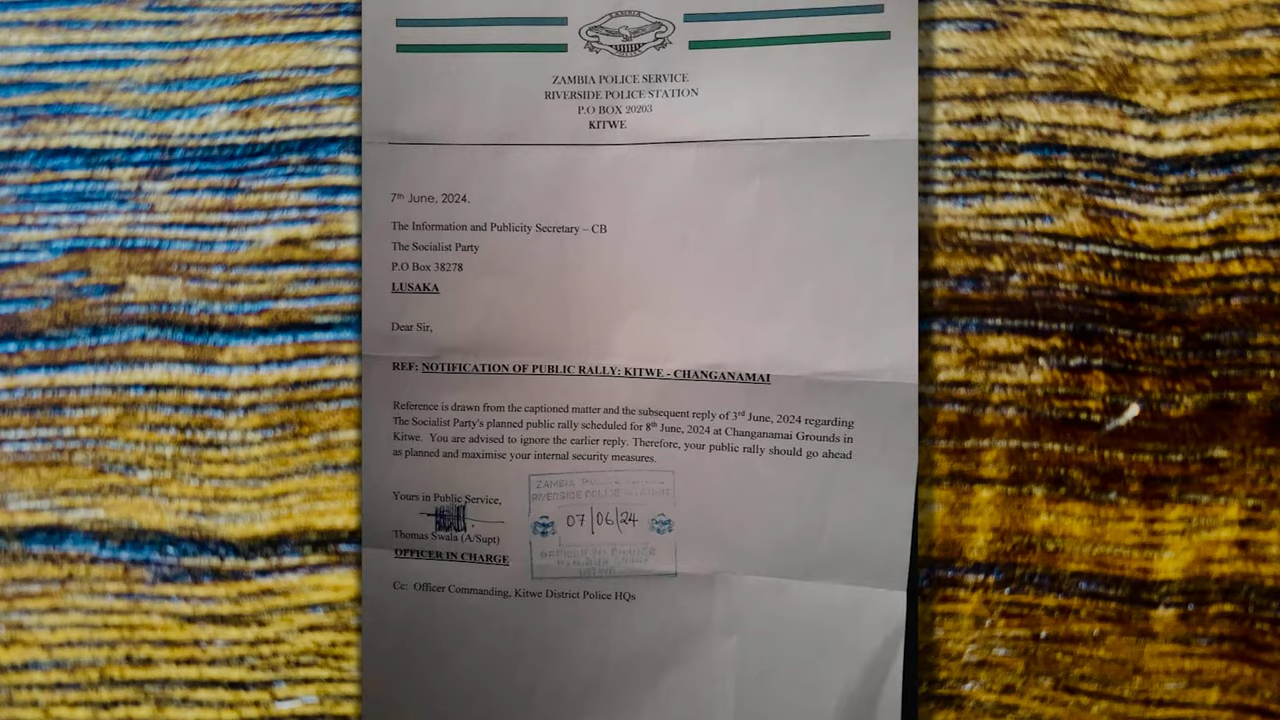 ZAMBIA
ZAMBIA POLICE SERVICE
RIVERSIDE POLICE STATION
P.O BOX 20203
KITWE
7th June, 2024.
The Information and Publicity Secretary – CB
The Socialist Party
P.O Box 38278
LUSAKA
Dear Sir,
REF: NOTIFICATION OF PUBLIC RALLY: KITWE - CHANGANAMAI
Reference is drawn from the captioned matter and the subsequent reply of 3rd June, 2024 regarding
The Socialist Party's planned public rally scheduled for 8th June, 2024 at Changanamai Grounds in
Kitwe. You are advised to ignore the earlier reply. Therefore, your public rally should go ahead
as planned and maximise your internal security measures.
Yours in Public Service,
Thomas Swala (A/Supt)
OFFICER IN CHARGE
ZAMBIA
RIVERSIDE POLICE STATION
07/06/24
OFFICER IN CHARGE
Cc: Officer Commanding, Kitwe District Police HQs